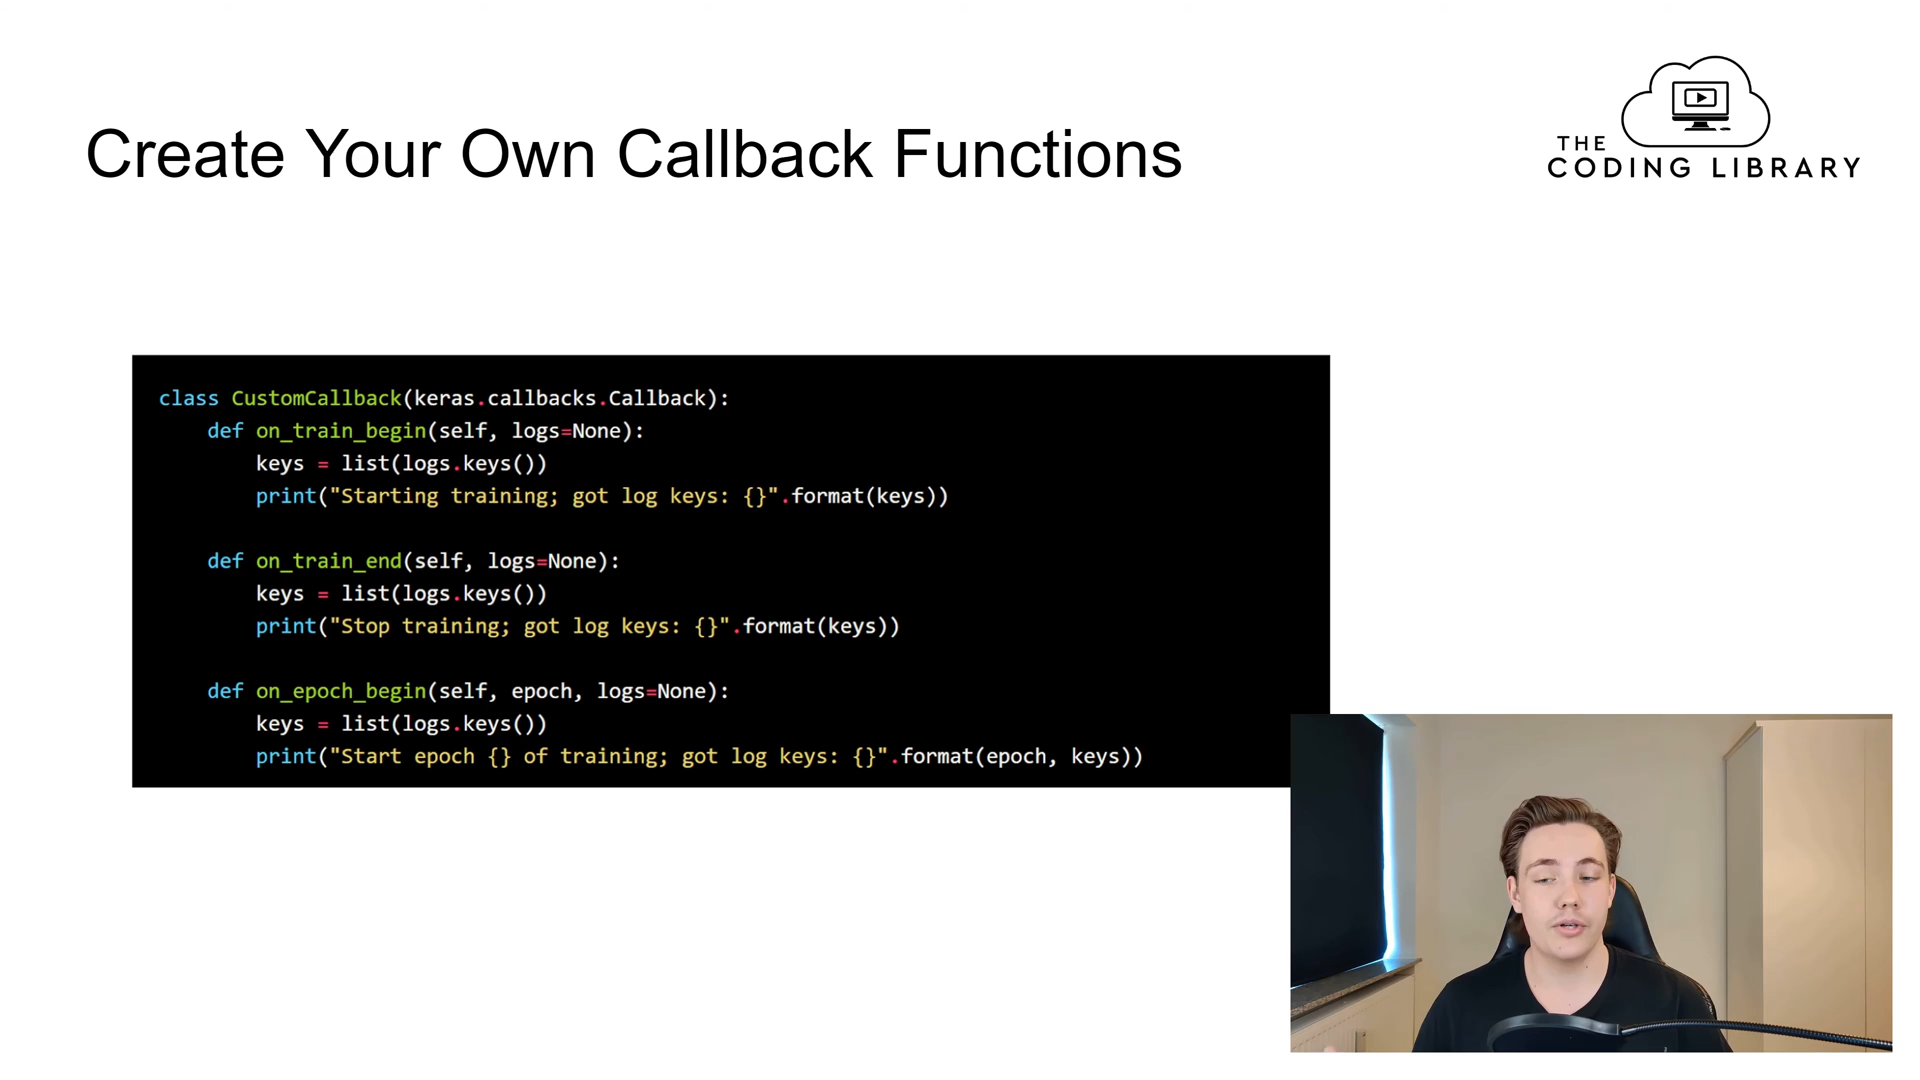 Create Your Own Callback Functions
THE
CODING LIBRARY
class CustomCallback(keras.callbacks.Callback):
    def on_train_begin(self, logs=None):
        keys = list(logs.keys())
        print("Starting training; got log keys: {}".format(keys))
    def on_train_end(self, logs=None):
        keys = list(logs.keys())
        print("Stop training; got log keys: {}".format(keys))
    def on_epoch_begin(self, epoch, logs=None):
        keys = list(logs.keys())
        print("Start epoch {} of training; got log keys: {}".format(epoch, keys))